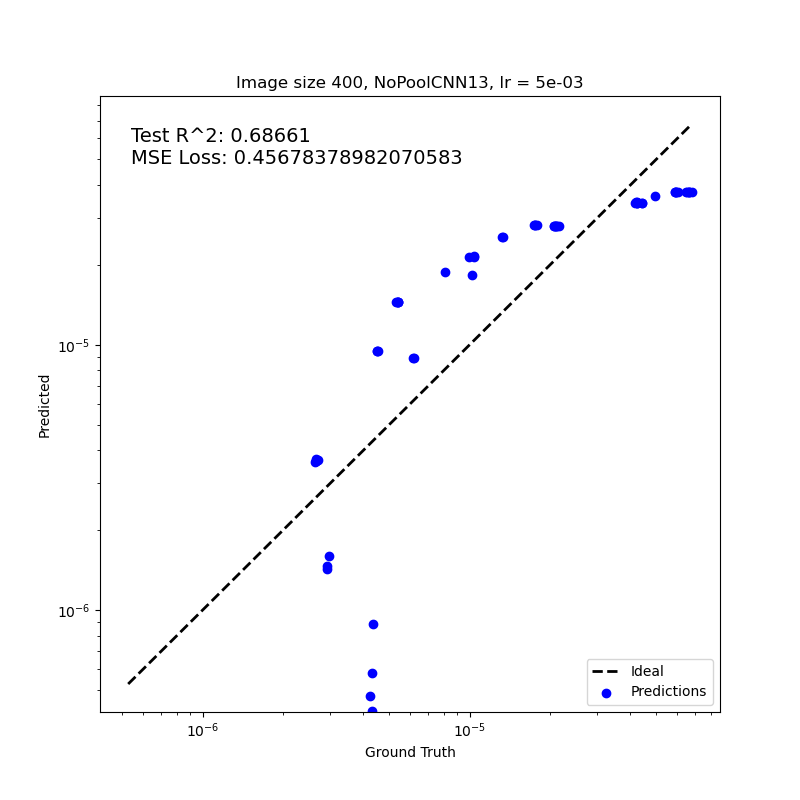 Image size 400, NoPoolCNN13, lr = 5e-03
Test R^2: 0.68661
MSE Loss: 0.45678378982070583
10⁻⁵
Predicted
10⁻⁶
Ideal
Predictions
10⁻⁶
10⁻⁵
Ground Truth